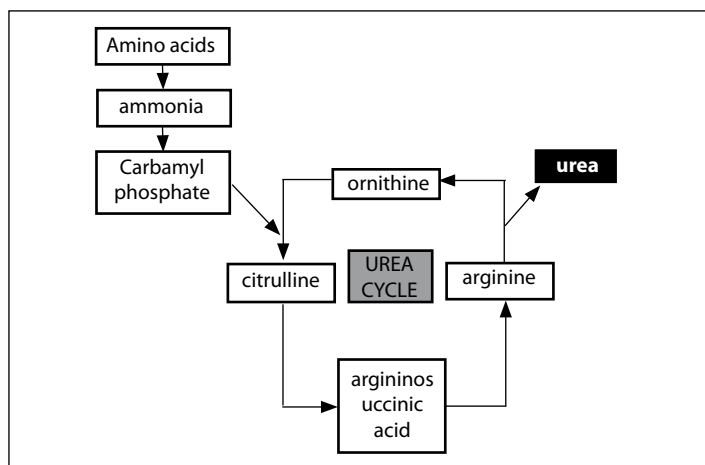 Amino acids
ammonia
Carbamyl
phosphate
ornithine
urea
citrulline
UREA
CYCLE
arginine
argininos
uccinic
acid